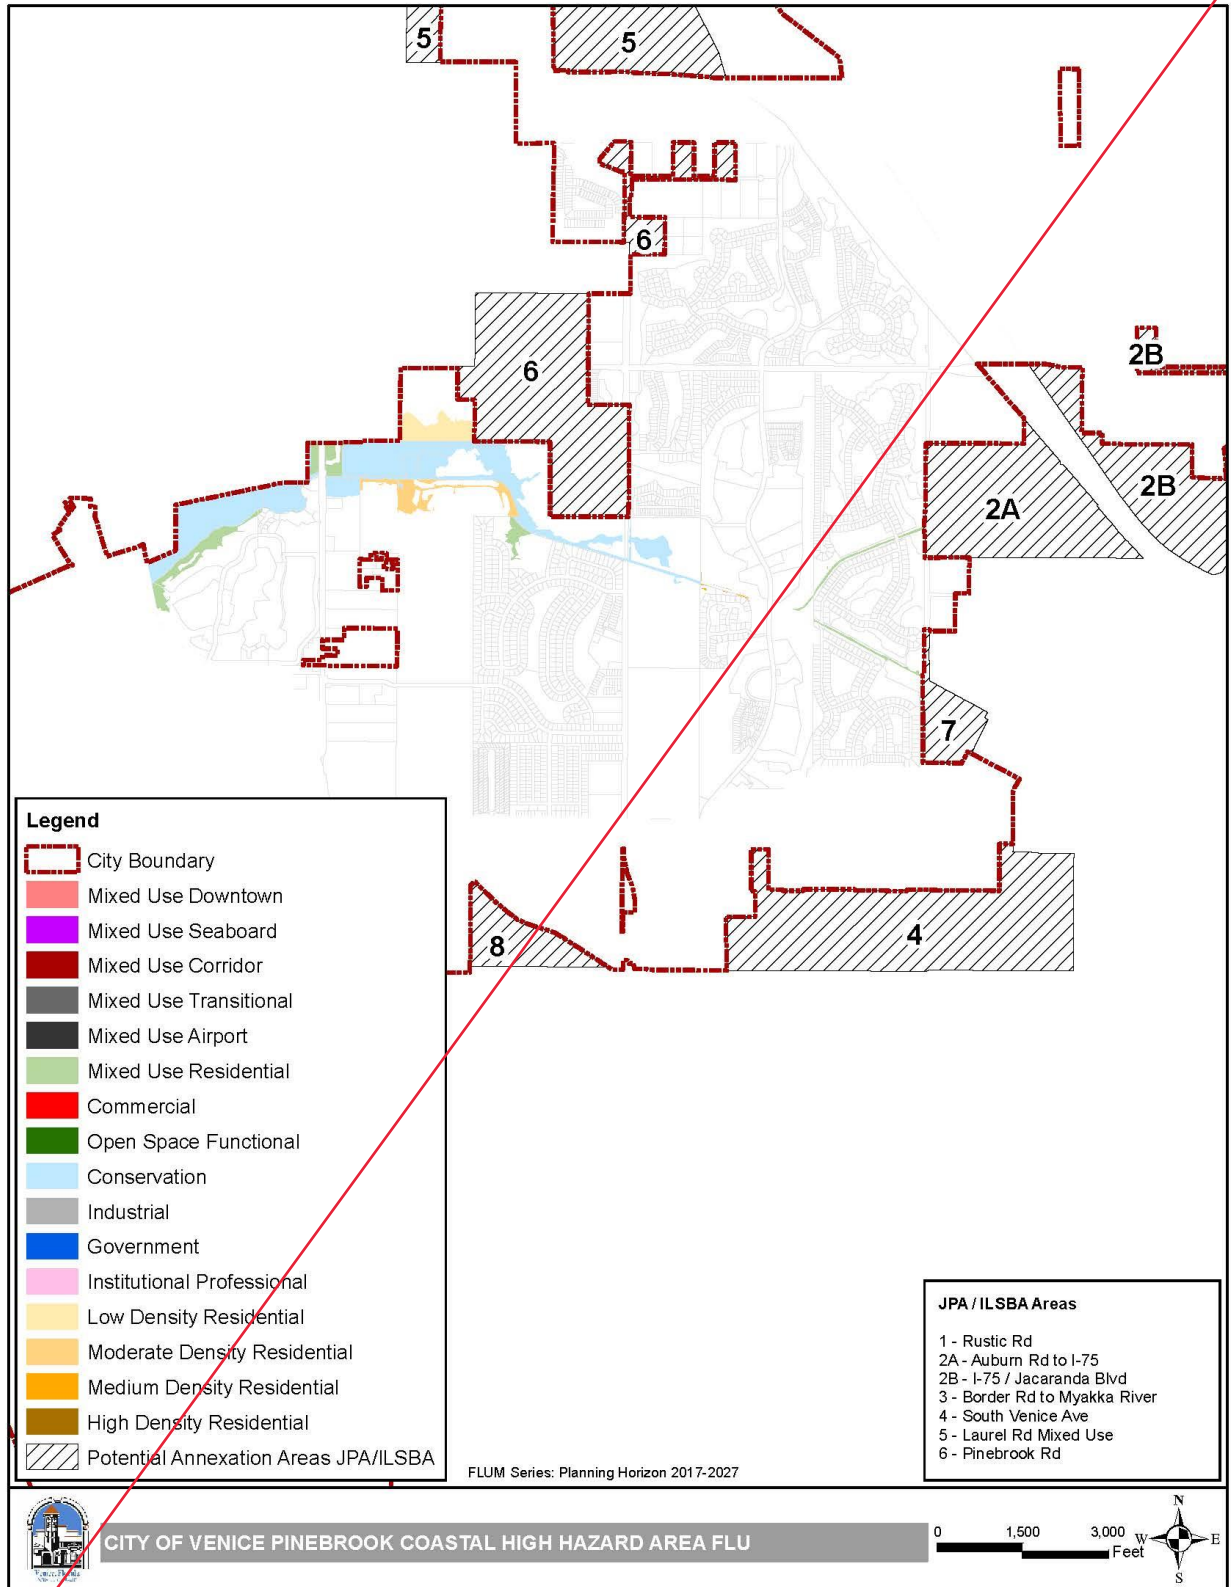 5
5
6
2B
6
2B
2A
7
4
8
Legend
City Boundary
Mixed Use Downtown
Mixed Use Seaboard
Mixed Use Corridor
Mixed Use Transitional
Mixed Use Airport
Mixed Use Residential
Commercial
Open Space Functional
Conservation
Industrial
Government
Institutional Professional
Low Density Residential
Moderate Density Residential
Medium Density Residential
High Density Residential
Potential Annexation Areas JPA/ILSBA
FLUM Series: Planning Horizon 2017-2027
JPA / ILSBA Areas
1 - Rustic Rd
2A - Auburn Rd to I-75
2B - I-75 / Jacaranda Blvd
3 - Border Rd to Myakka River
4 - South Venice Ave
5 - Laurel Rd Mixed Use
6 - Pinebrook Rd
CITY OF VENICE PINEBROOK COASTAL HIGH HAZARD AREA FLU
0 1,500 3,000
Feet
N
W E
S
Venice, Florida